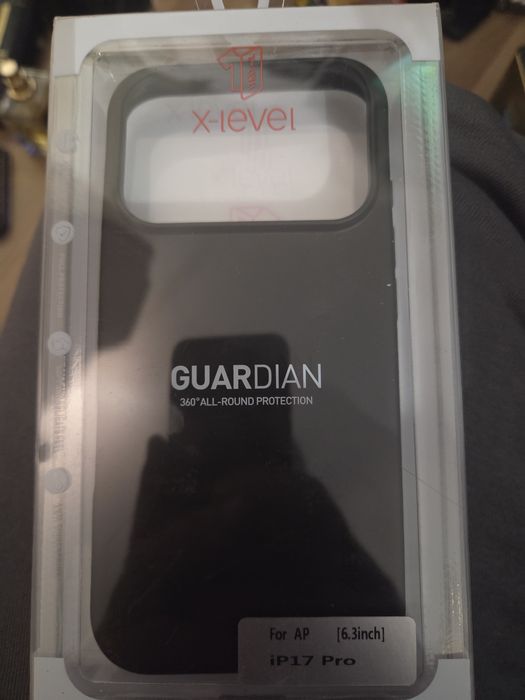 X-level
GUARDIAN
360°ALL-ROUND PROTECTION
For AP [6.3inch]
iP17 Pro